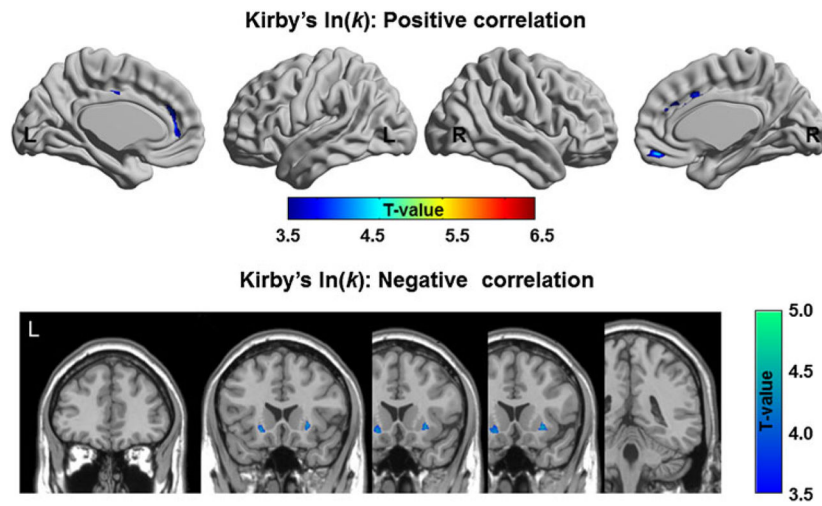 Kirby's ln(k): Positive correlation
L L R R
T-value
3.5 4.5 5.5 6.5
Kirby's ln(k): Negative correlation
L
5.0
4.5
4.0
3.5
T-value